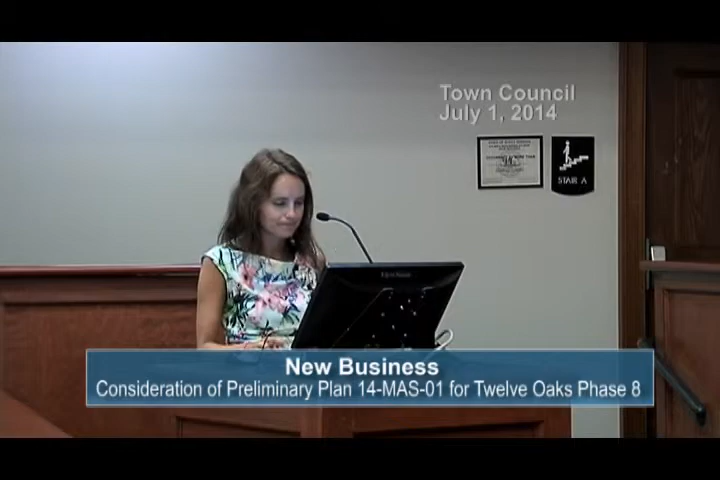 Town Council
July 1, 2014
STAIR A
New Business
Consideration of Preliminary Plan 14-MAS-01 for Twelve Oaks Phase 8